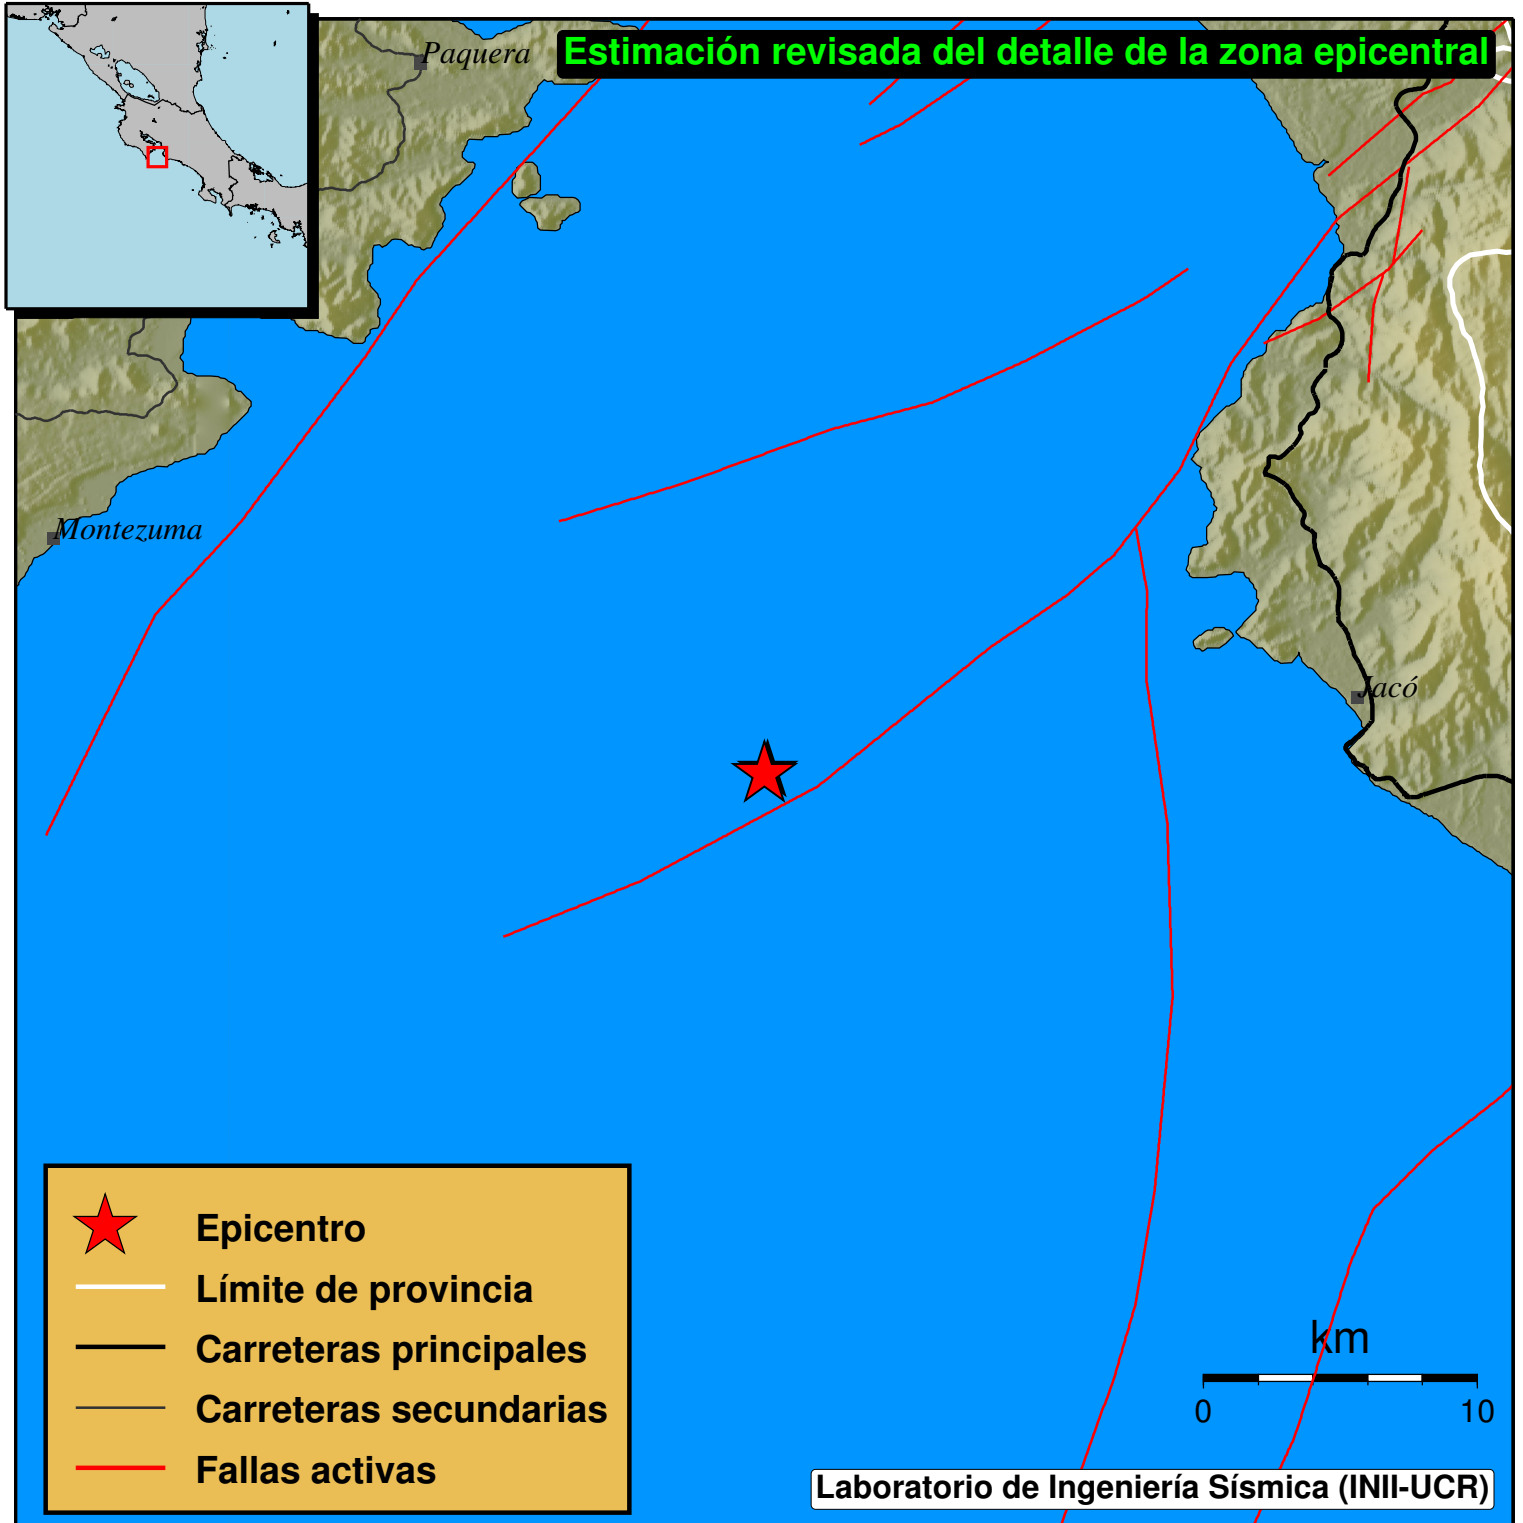 Estimación revisada del detalle de la zona epicentral
Paquera
Montezuma
Jacó
Epicentro
Límite de provincia
Carreteras principales
Carreteras secundarias
Fallas activas
km
0 10
Laboratorio de Ingeniería Sísmica (INII-UCR)